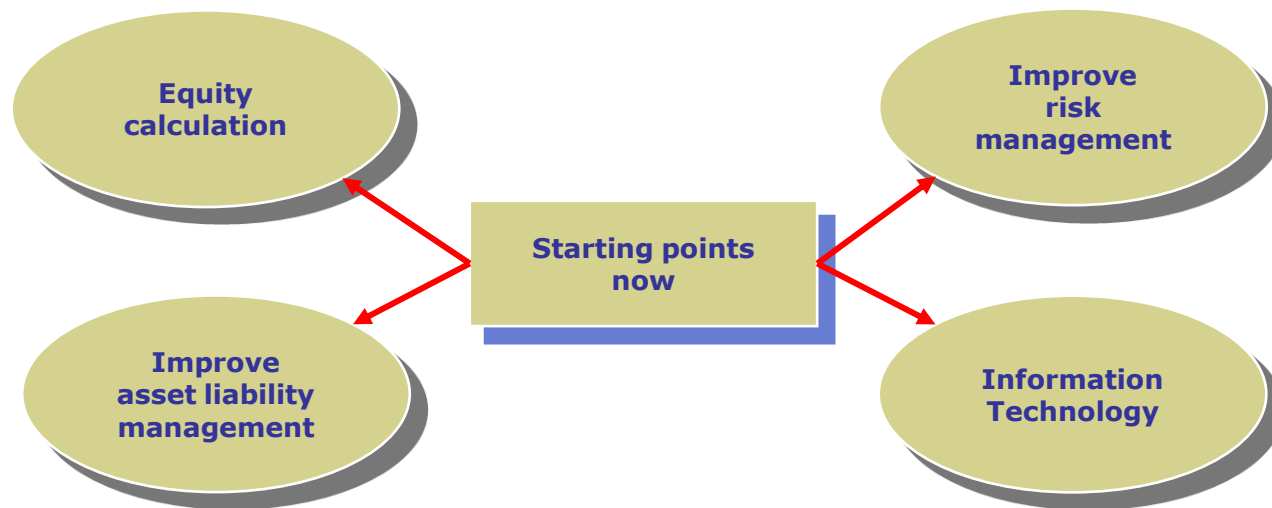 Equity
calculation
Improve
risk
management
Starting points
now
Improve
asset liability
management
Information
Technology